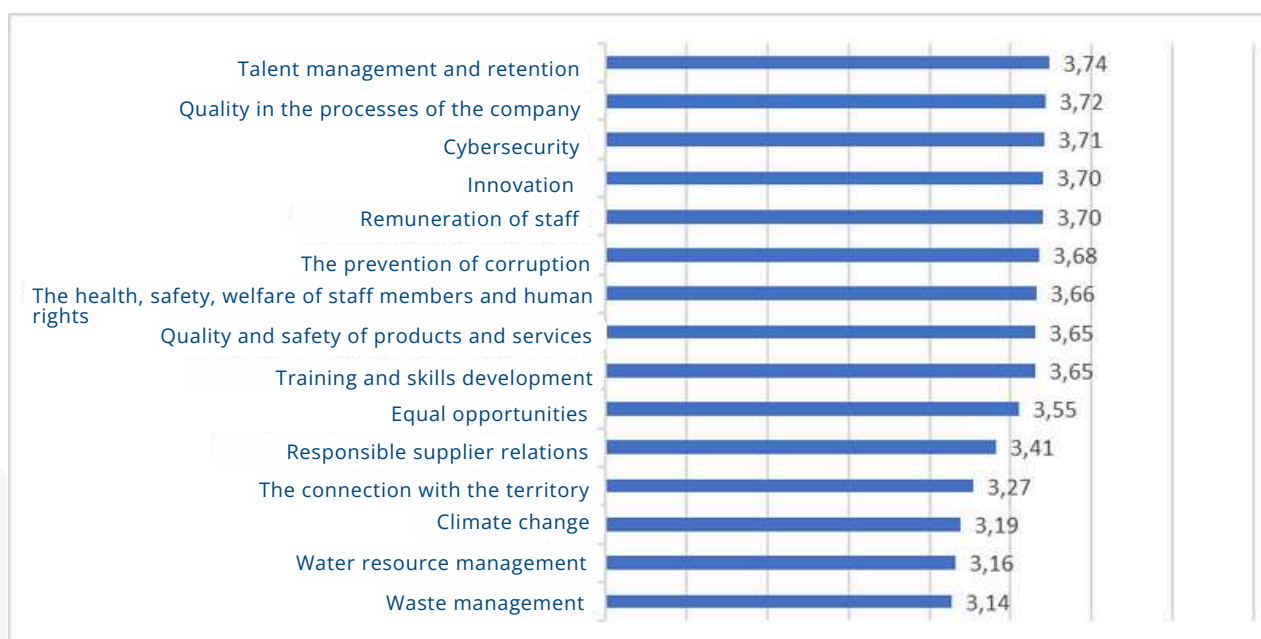 Talent management and retention 3,74
Quality in the processes of the company 3,72
Cybersecurity 3,71
Innovation 3,70
Remuneration of staff 3,70
The prevention of corruption 3,68
The health, safety, welfare of staff members and human 3,66
rights
Quality and safety of products and services 3,65
Training and skills development 3,65
Equal opportunities 3,55
Responsible supplier relations 3,41
The connection with the territory 3,27
Climate change 3,19
Water resource management 3,16
Waste management 3,14